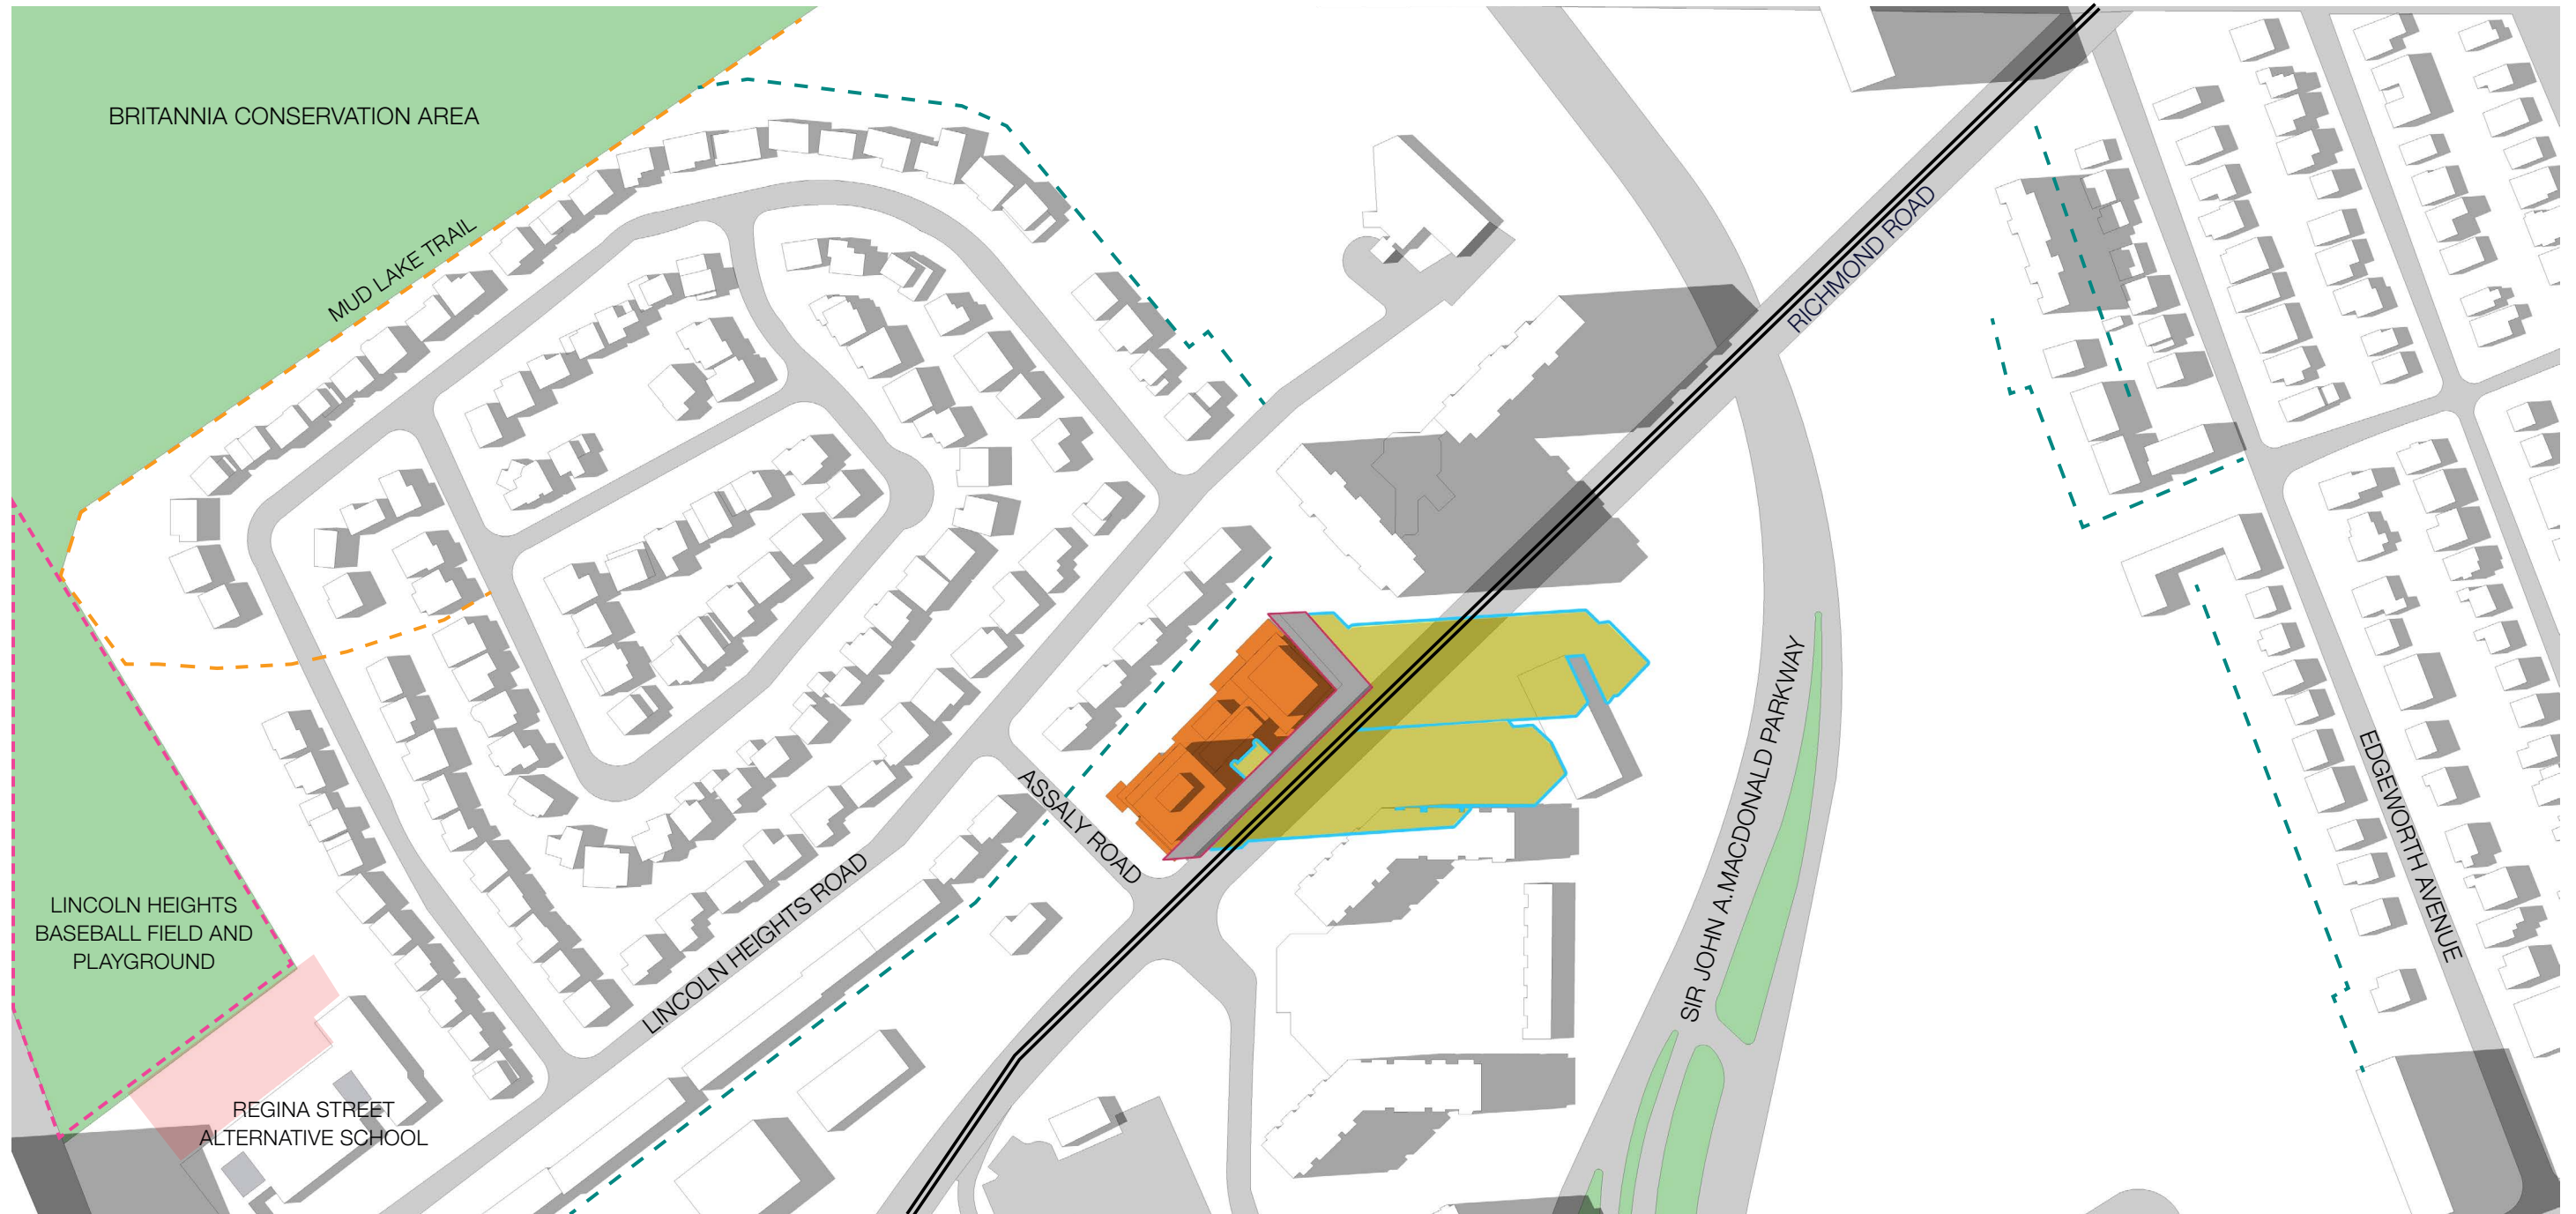 BRITANNIA CONSERVATION AREA
MUD LAKE TRAIL
RICHMOND ROAD
SIR JOHN A.MACDONALD PARKWAY
EDGEWORTH AVENUE
ASSALY ROAD
LINCOLN HEIGHTS ROAD
LINCOLN HEIGHTS
BASEBALL FIELD AND
PLAYGROUND
REGINA STREET
ALTERNATIVE SCHOOL